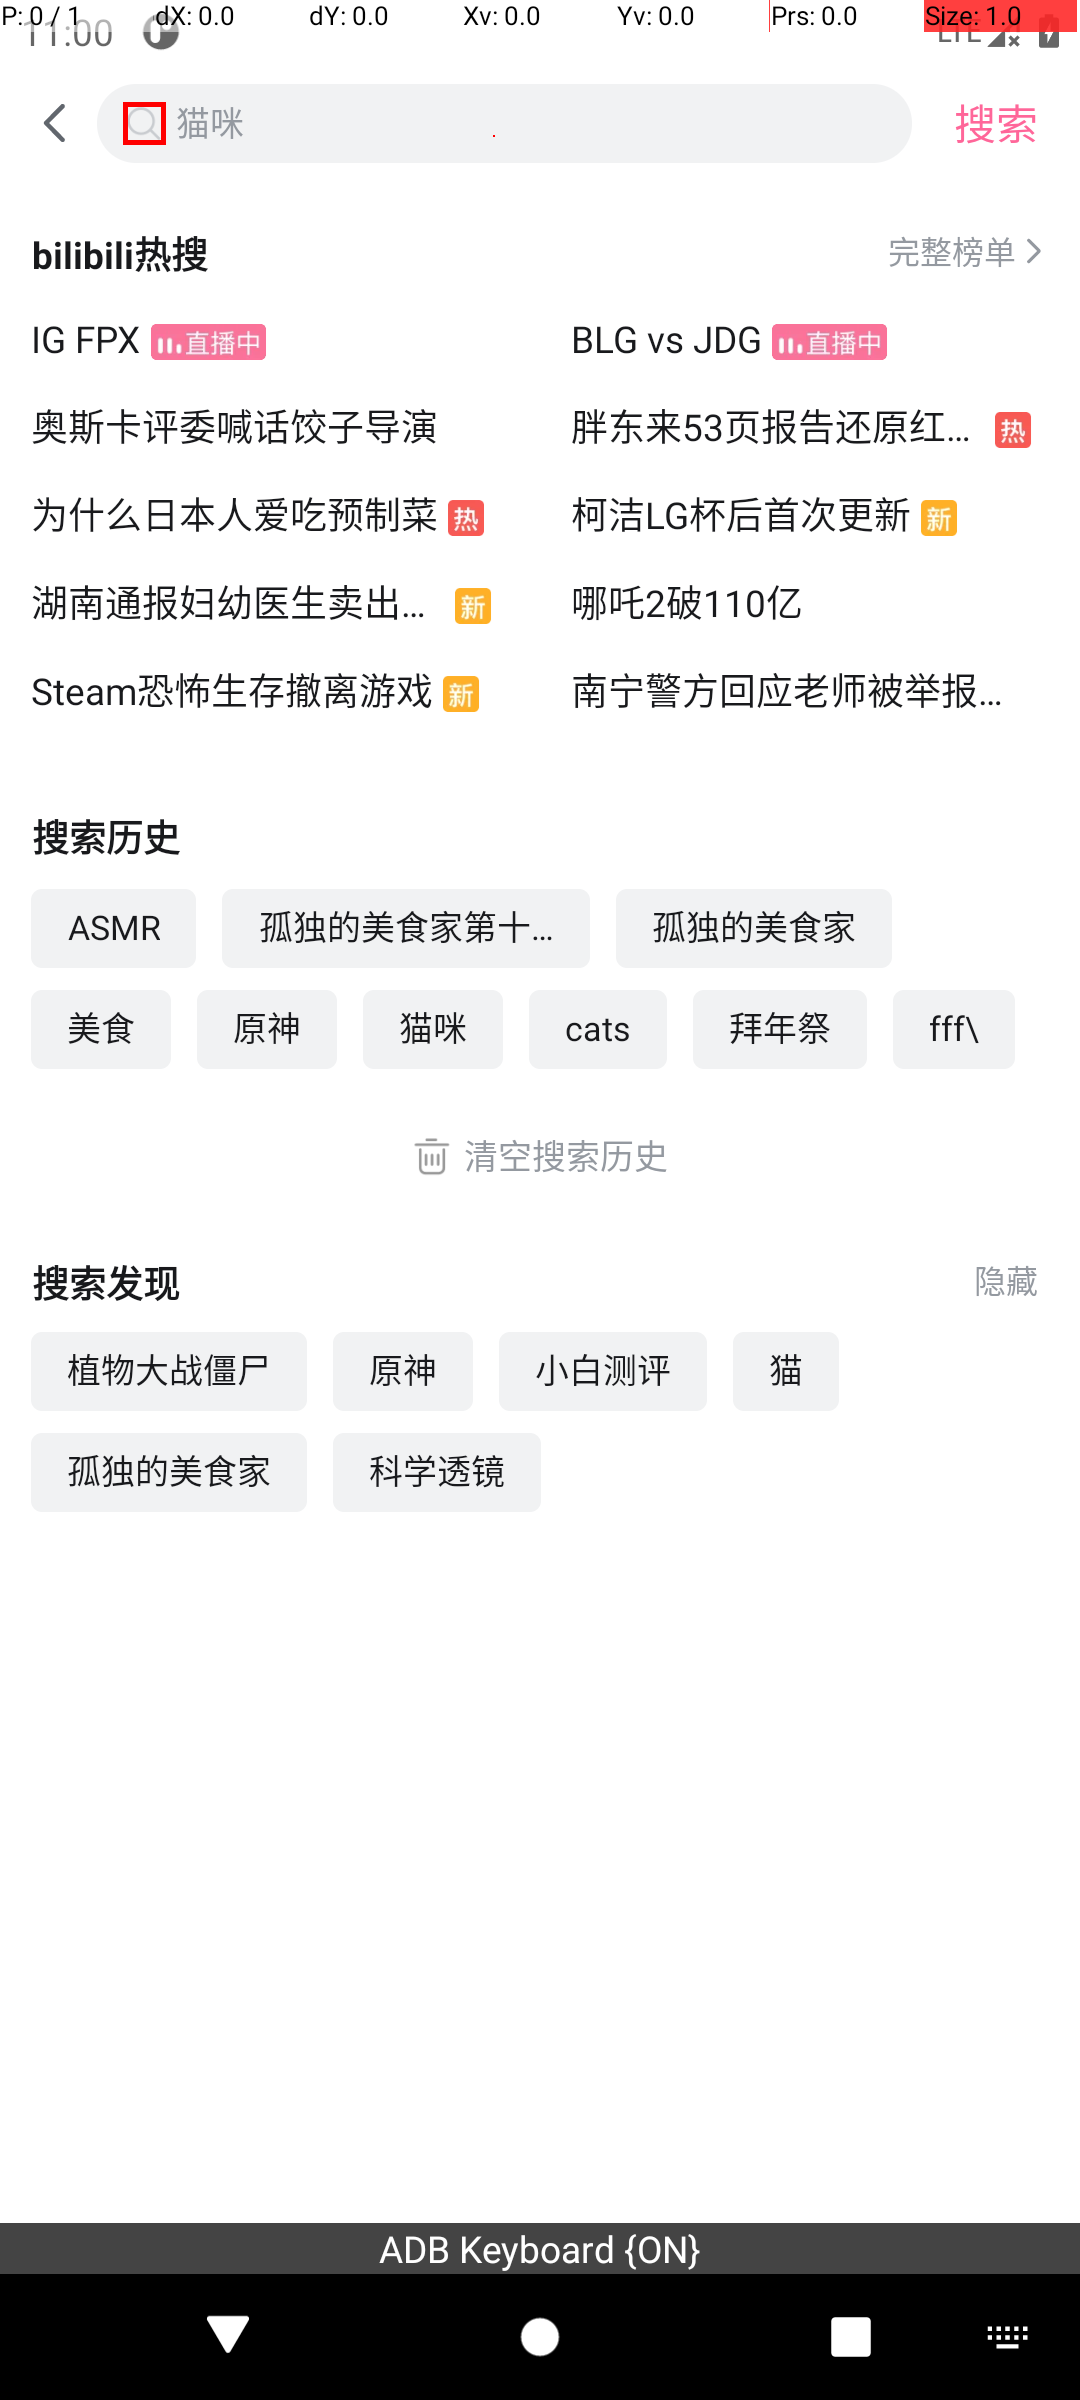 P: 0 / 1 dX: 0.0 dY: 0.0 Xv: 0.0 Yv: 0.0 Prs: 0.0 Size: 1.0
11:00 LTE
猫咪 搜索
bilibili热搜 完整榜单
IG FPX 直播中 BLG vs JDG 直播中
奥斯卡评委喊话饺子导演 胖东来53页报告还原红... 热
为什么日本人爱吃预制菜 热 柯洁LG杯后首次更新 新
湖南通报妇幼医生卖出... 新 哪吒2破110亿
Steam恐怖生存撤离游戏 新 南宁警方回应老师被举报...
搜索历史
ASMR 孤独的美食家第十... 孤独的美食家
美食 原神 猫咪 cats 拜年祭 fff\
清空搜索历史
搜索发现 隐藏
植物大战僵尸 原神 小白测评 猫
孤独的美食家 科学透镜
ADB Keyboard {ON}